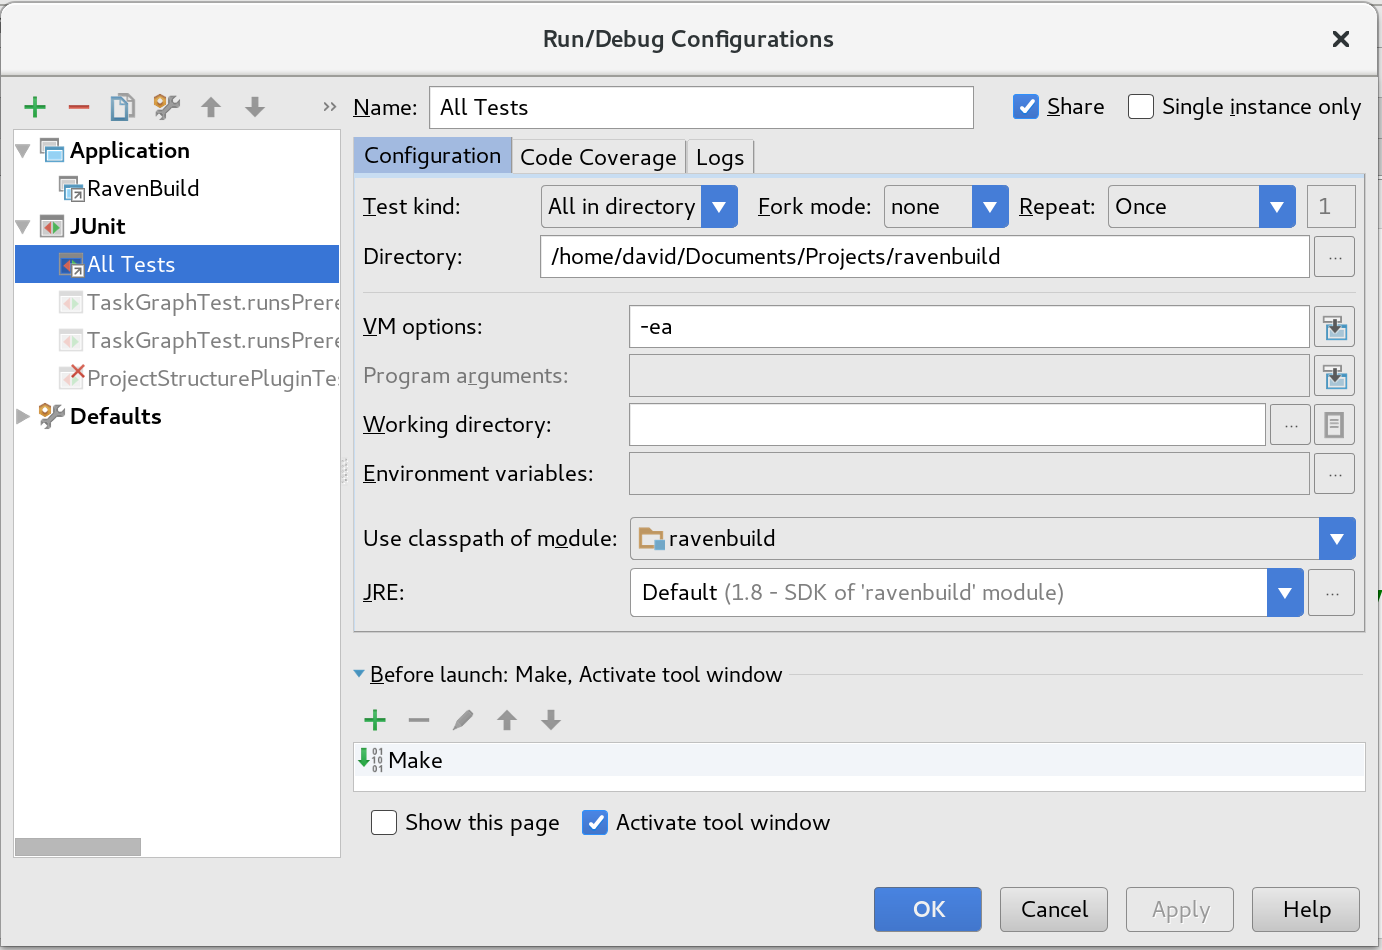 Run/Debug Configurations
Name: All Tests
Share
Single instance only
Application
RavenBuild
JUnit
All Tests
TaskGraphTest.runsPrere
TaskGraphTest.runsPrere
ProjectStructurePluginTes
Defaults
Configuration
Code Coverage
Logs
Test kind: All in directory Fork mode: none Repeat: Once 1
Directory: /home/david/Documents/Projects/ravenbuild ...
VM options: -ea
Program arguments:
Working directory: ...
Environment variables: ...
Use classpath of module: ravenbuild
JRE: Default (1.8 - SDK of 'ravenbuild' module) ...
Before launch: Make, Activate tool window
Make
Show this page
Activate tool window
OK
Cancel
Apply
Help